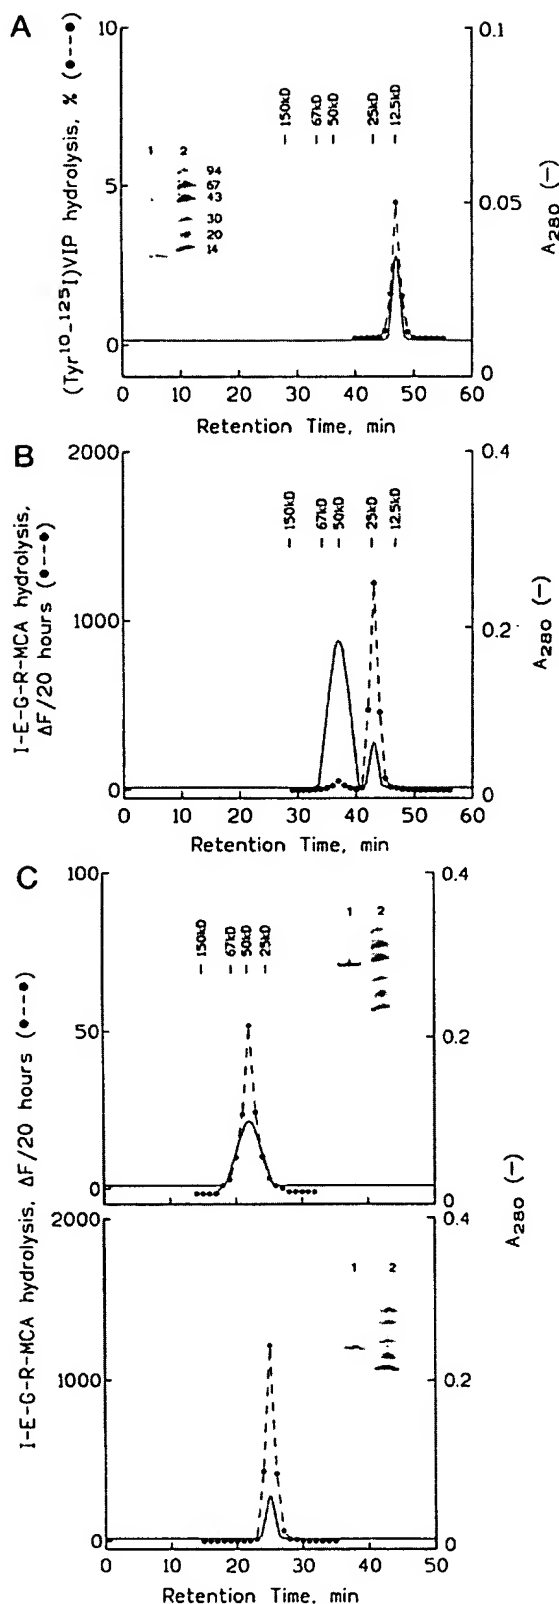 A
(Tyr10-125I)VIP hydrolysis, % (●---●)
10
5
0
0.1
0.05
0
A280 (—)
150kD
67kD
50kD
25kD
12.5kD
1 2
94
67
43
30
20
14
0 10 20 30 40 50 60
Retention Time, min
B
I-E-G-R-MCA hydrolysis,
ΔF/20 hours (●---●)
2000
1000
0
0.4
0.2
0
A280 (—)
150kD
67kD
50kD
25kD
12.5kD
0 10 20 30 40 50 60
Retention Time, min
C
I-E-G-R-MCA hydrolysis, ΔF/20 hours (●---●)
100
50
0
0.4
0.2
0
A280 (—)
150kD
67kD
50kD
25kD
1 2
2000
1000
0
0.4
0.2
0
1 2
0 10 20 30 40 50
Retention Time, min